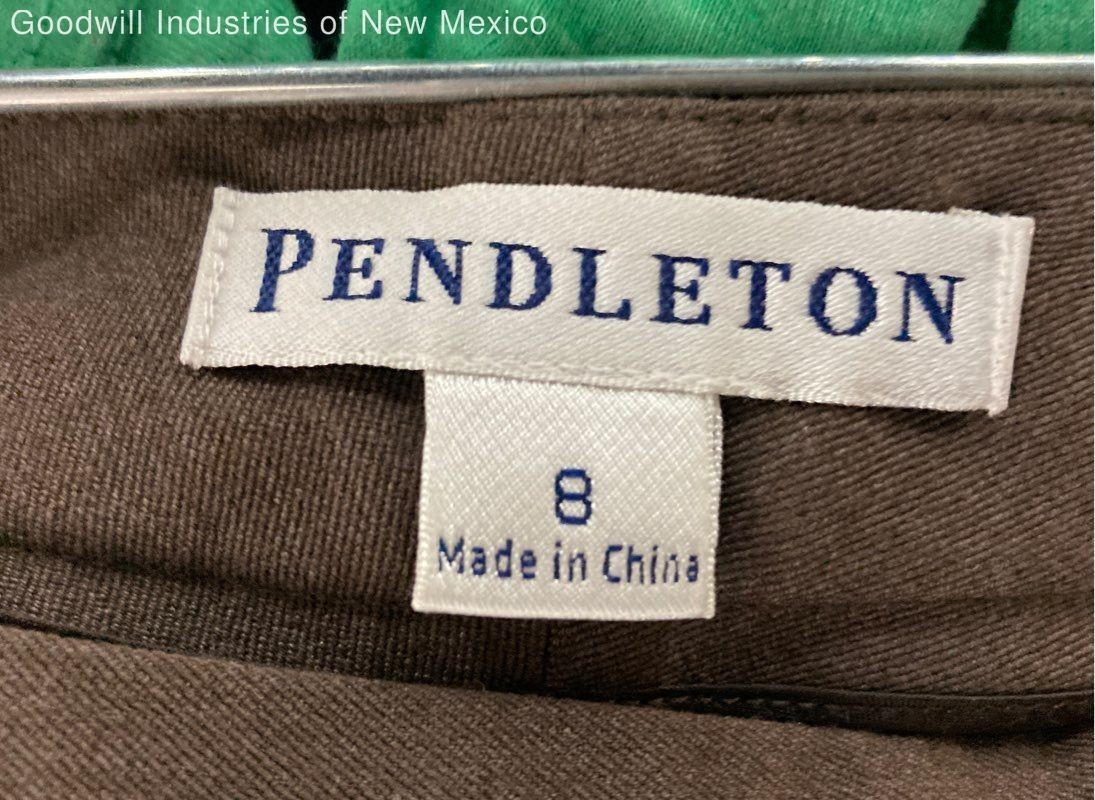 Goodwill Industries of New Mexico
PENDLETON
8
Made in China